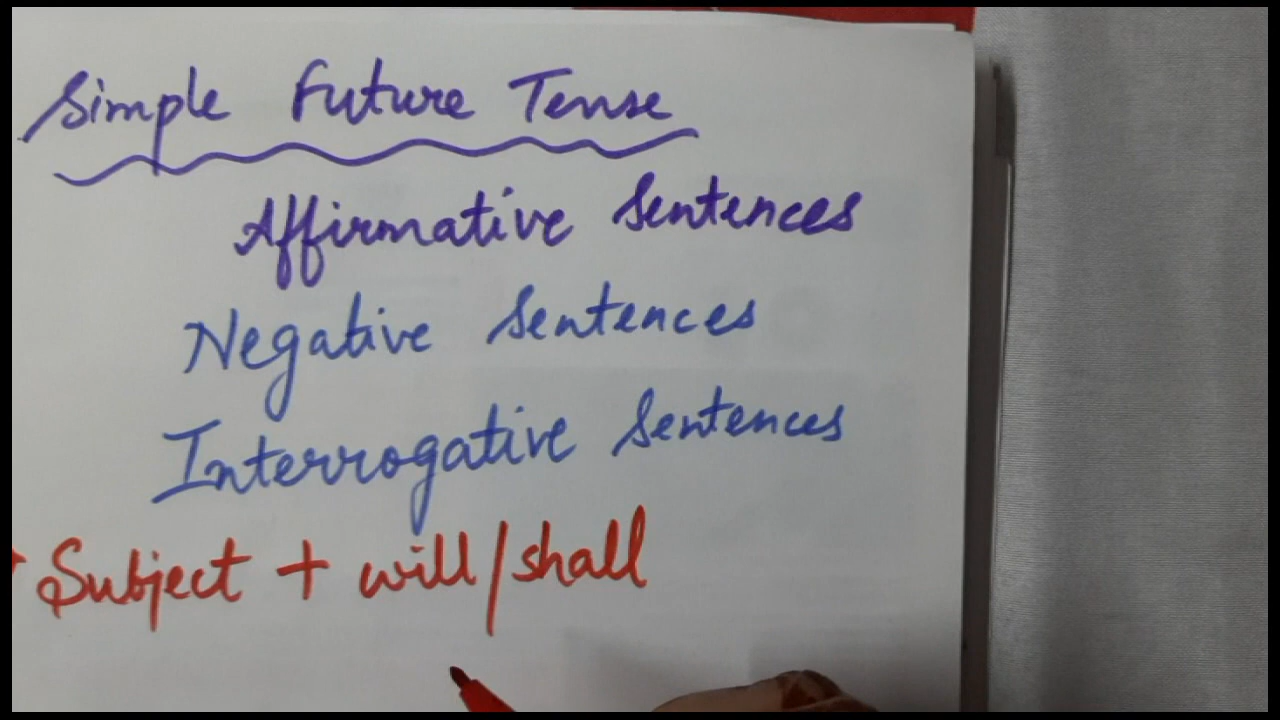 Simple Future Tense
Affirmative Sentences
Negative Sentences
Interrogative Sentences
Subject + will/shall